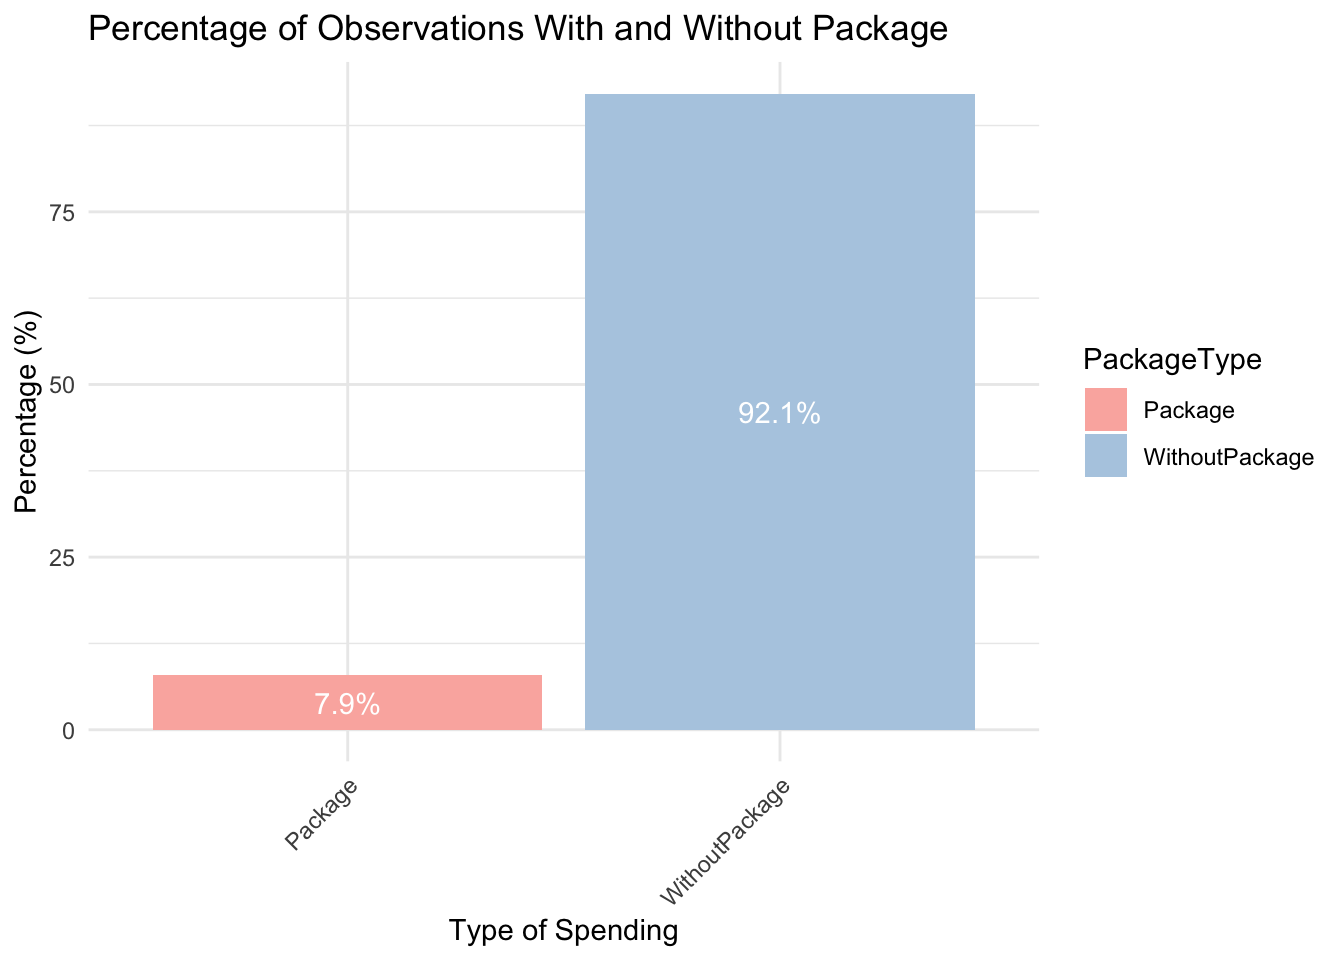 Percentage of Observations With and Without Package
Percentage (%)
75
50
25
0
92.1%
7.9%
Package
WithoutPackage
Type of Spending
PackageType
Package
WithoutPackage